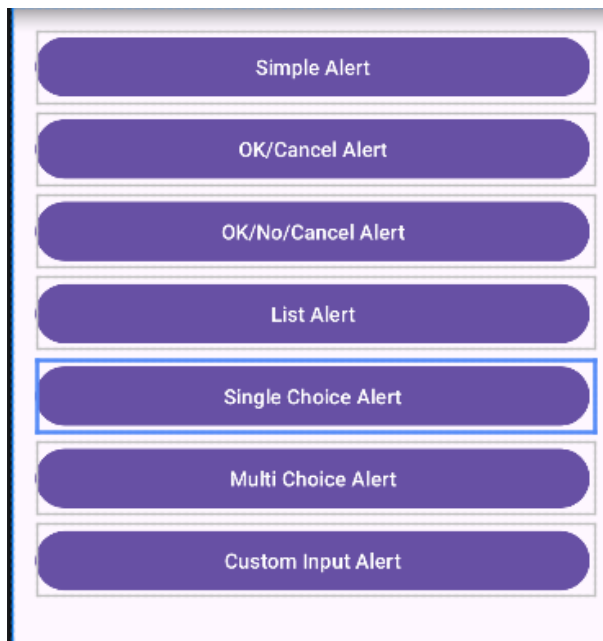 Simple Alert
OK/Cancel Alert
OK/No/Cancel Alert
List Alert
Single Choice Alert
Multi Choice Alert
Custom Input Alert